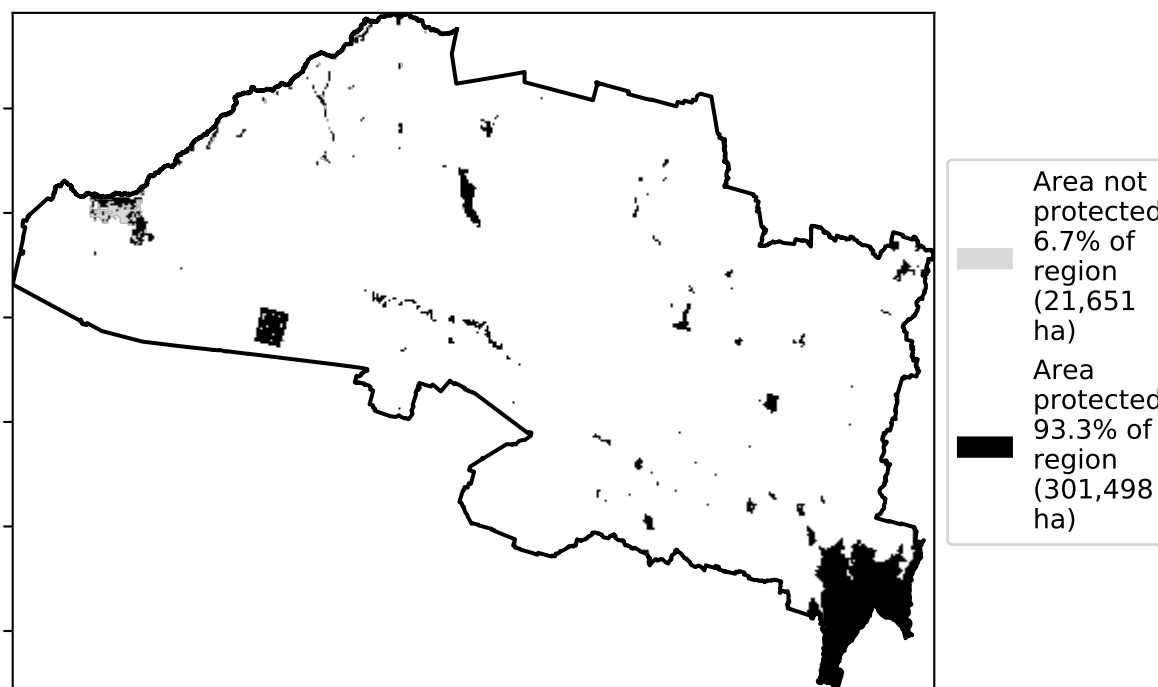 Area not
protected
6.7% of
region
(21,651
ha)
Area
protected
93.3% of
region
(301,498
ha)